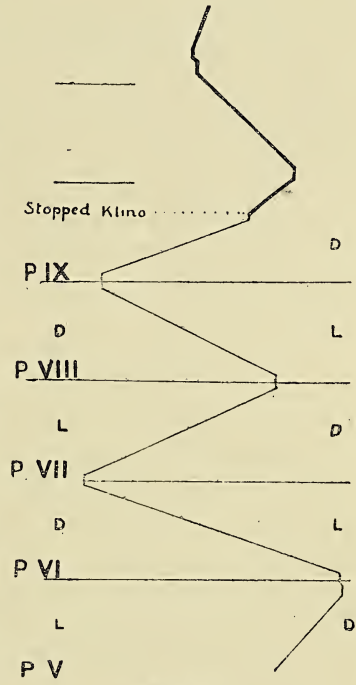 Stopped Klino
D
P IX
D L
P VIII
L D
P VII
D L
P VI
L D
P V